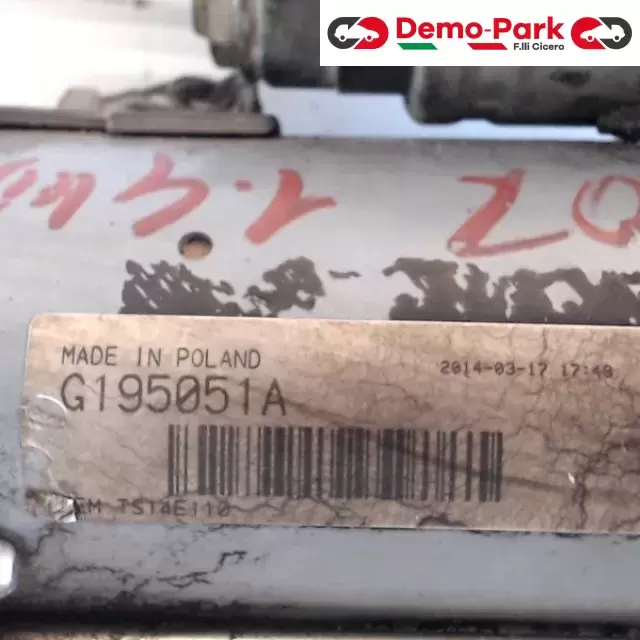 Demo-Park
F.lli Cicero
MADE IN POLAND
2014-03-17 17:48
G195051A
TS14E110